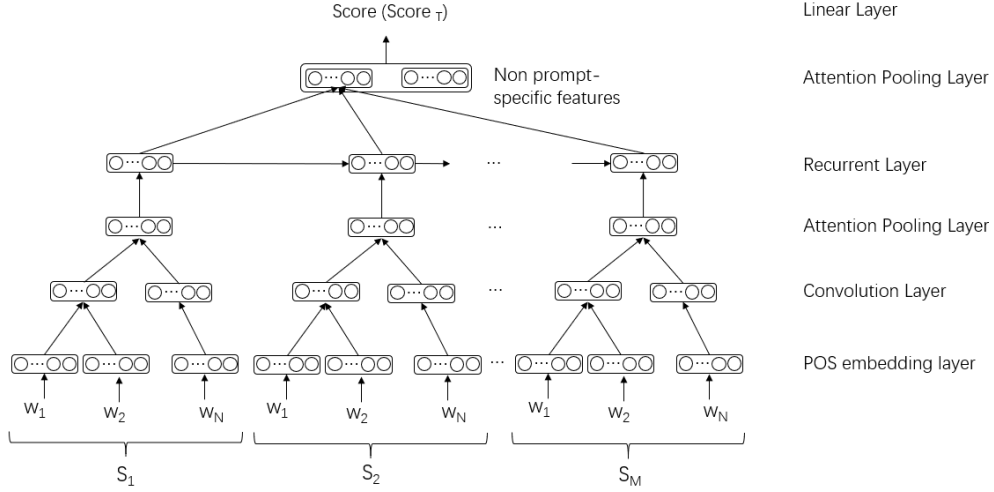 Score (Score T)
Linear Layer
Non prompt-
specific features
Attention Pooling Layer
...
Recurrent Layer
...
Attention Pooling Layer
...
Convolution Layer
...
POS embedding layer
w1 w2 wN w1 w2 wN w1 w2 wN
S1 S2 SM